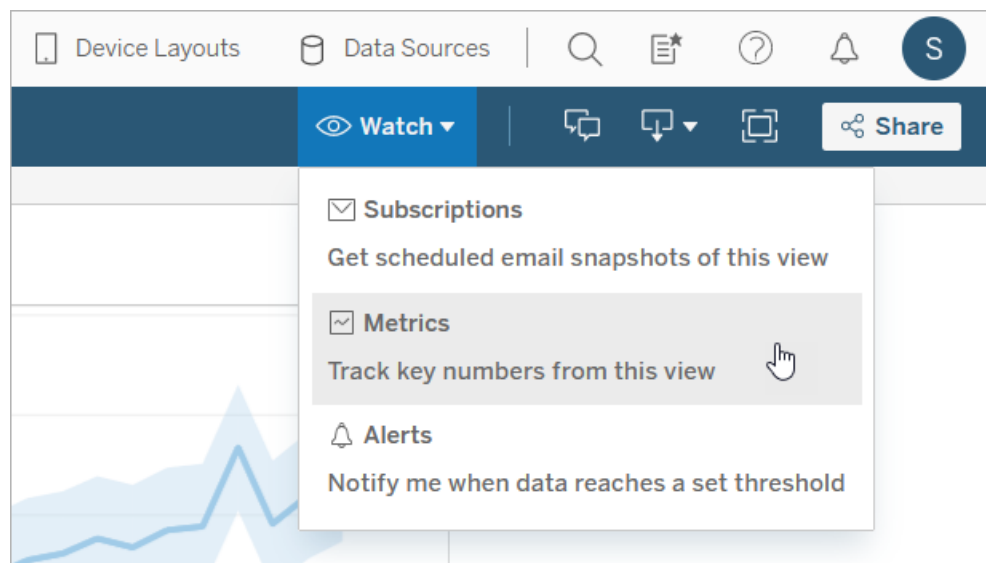 Device Layouts Data Sources S
Watch Share
Subscriptions
Get scheduled email snapshots of this view
Metrics
Track key numbers from this view
Alerts
Notify me when data reaches a set threshold